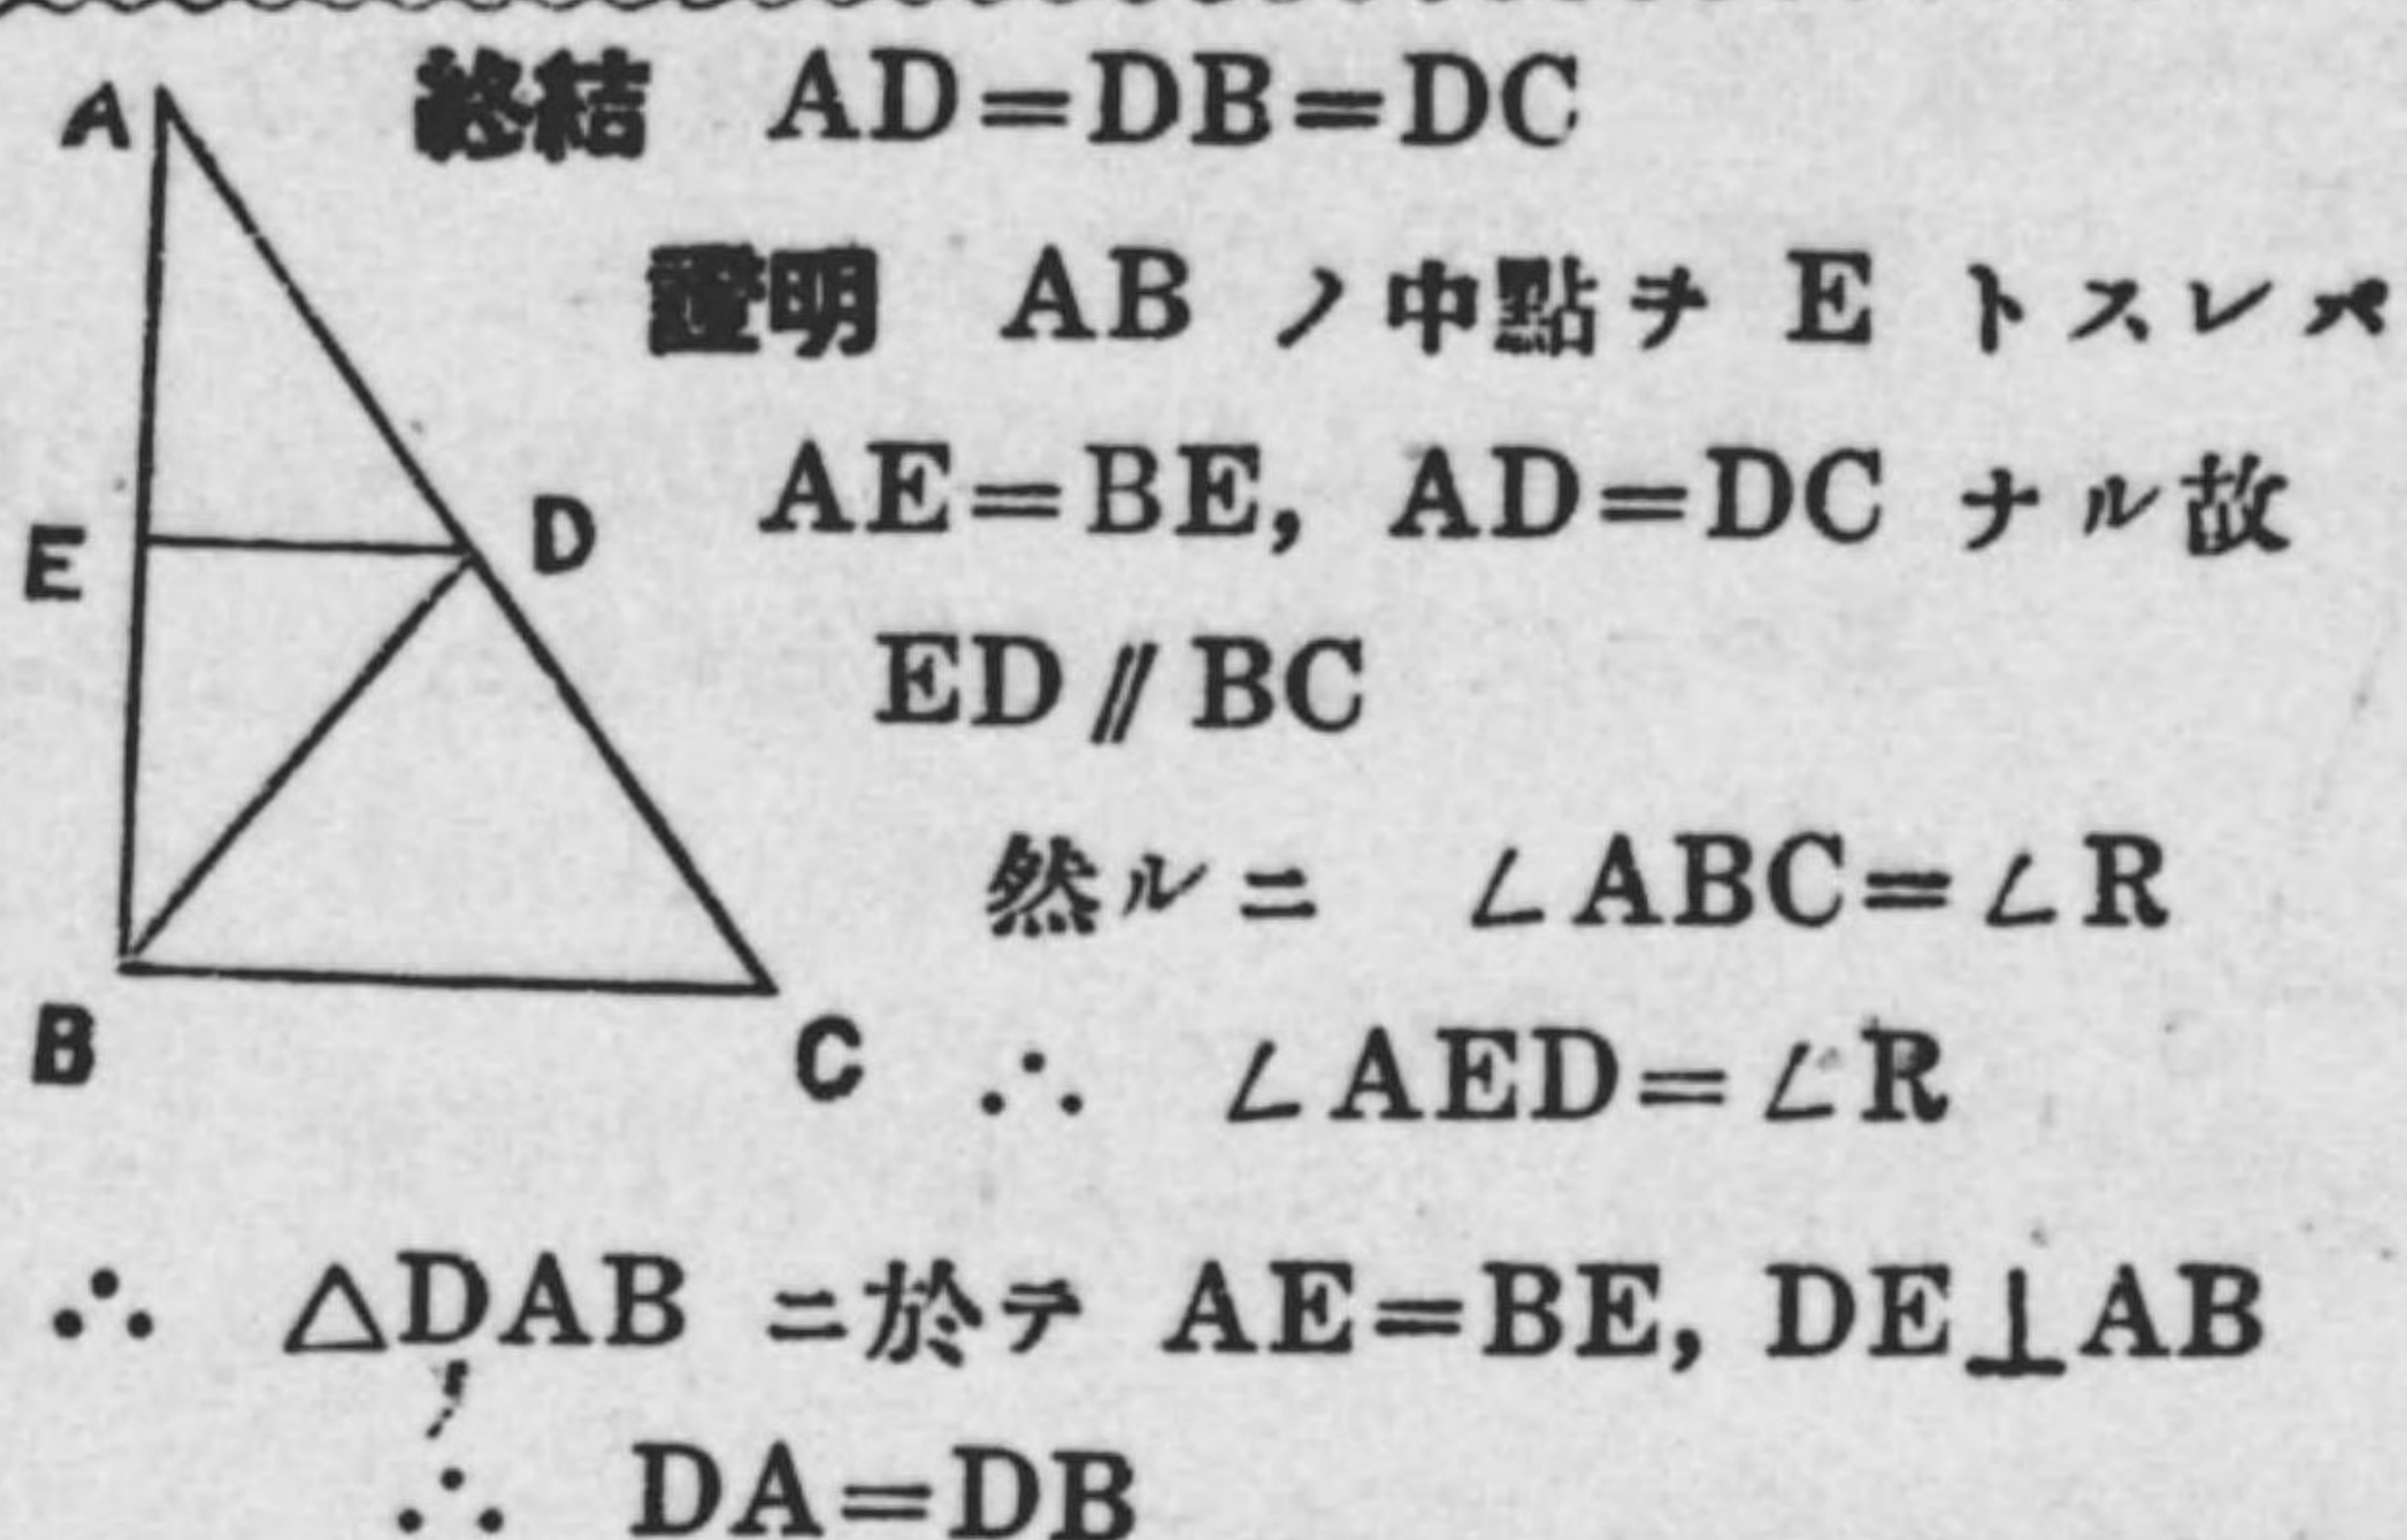 終結 AD=DB=DC
證明 AB ノ中點ヲ E トスレバ
AE=BE, AD=DC ナル故
ED∥BC
然ルニ ∠ABC=∠R
∴ ∠AED=∠R
∴ △DAB ニ於テ AE=BE, DE⊥AB
∴ DA=DB
A
E
D
B
C